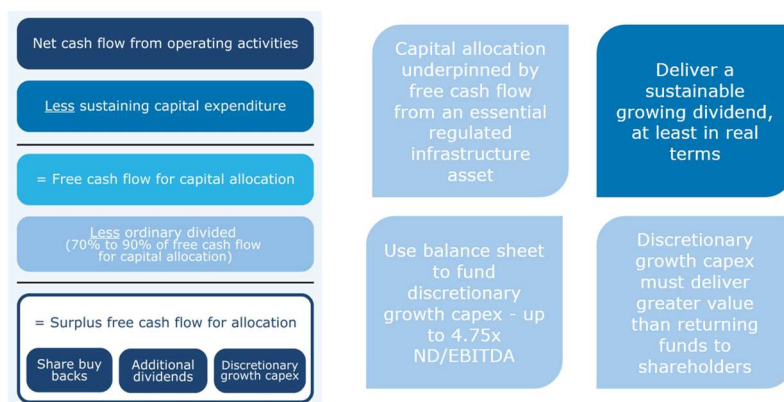 Net cash flow from operating activities
Less sustaining capital expenditure
= Free cash flow for capital allocation
Less ordinary divided
(70% to 90% of free cash flow
for capital allocation)
= Surplus free cash flow for allocation
Share buy
backs
Additional
dividends
Discretionary
growth capex
Capital allocation
underpinned by
free cash flow
from an essential
regulated
infrastructure
asset
Deliver a
sustainable
growing dividend,
at least in real
terms
Use balance sheet
to fund
discretionary
growth capex - up
to 4.75x
ND/EBITDA
Discretionary
growth capex
must deliver
greater value
than returning
funds to
shareholders